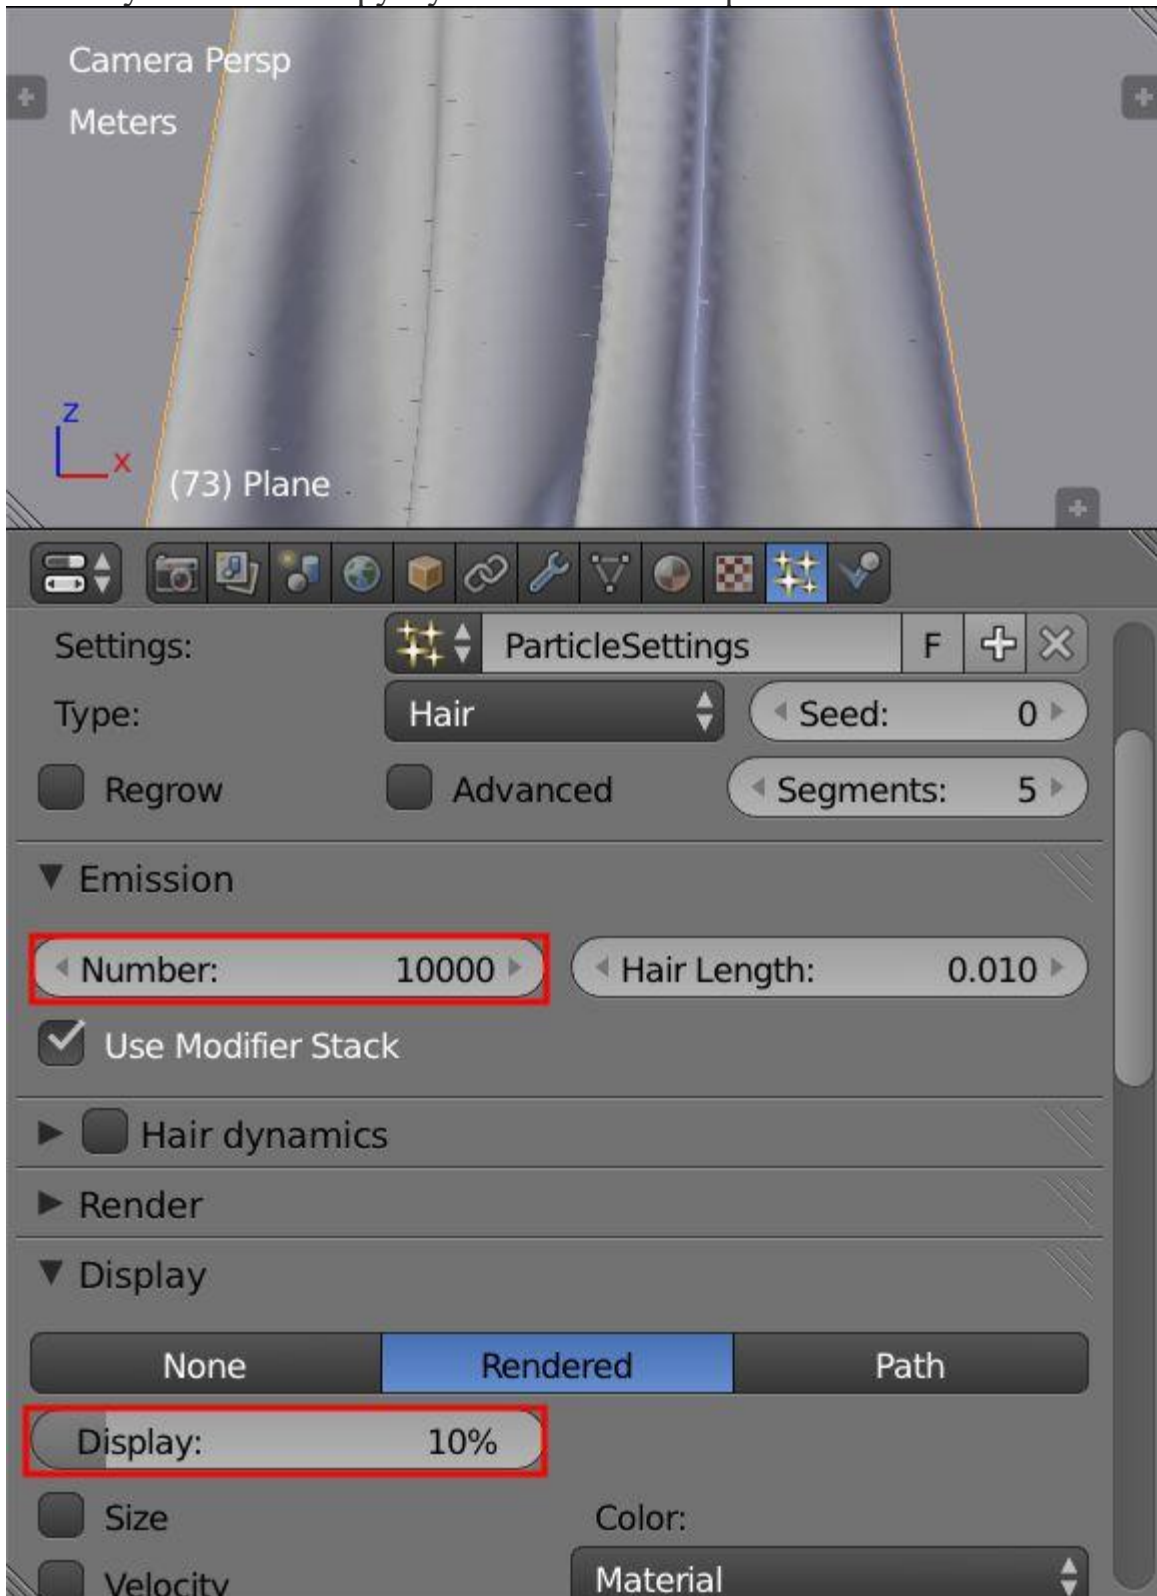 Camera Persp
Meters
z
x
(73) Plane
Settings: ParticleSettings F
Type: Hair Seed: 0
Regrow Advanced Segments: 5
Emission
Number: 10000 Hair Length: 0.010
Use Modifier Stack
Hair dynamics
Render
Display
None Rendered Path
Display: 10%
Size Color:
Velocity Material